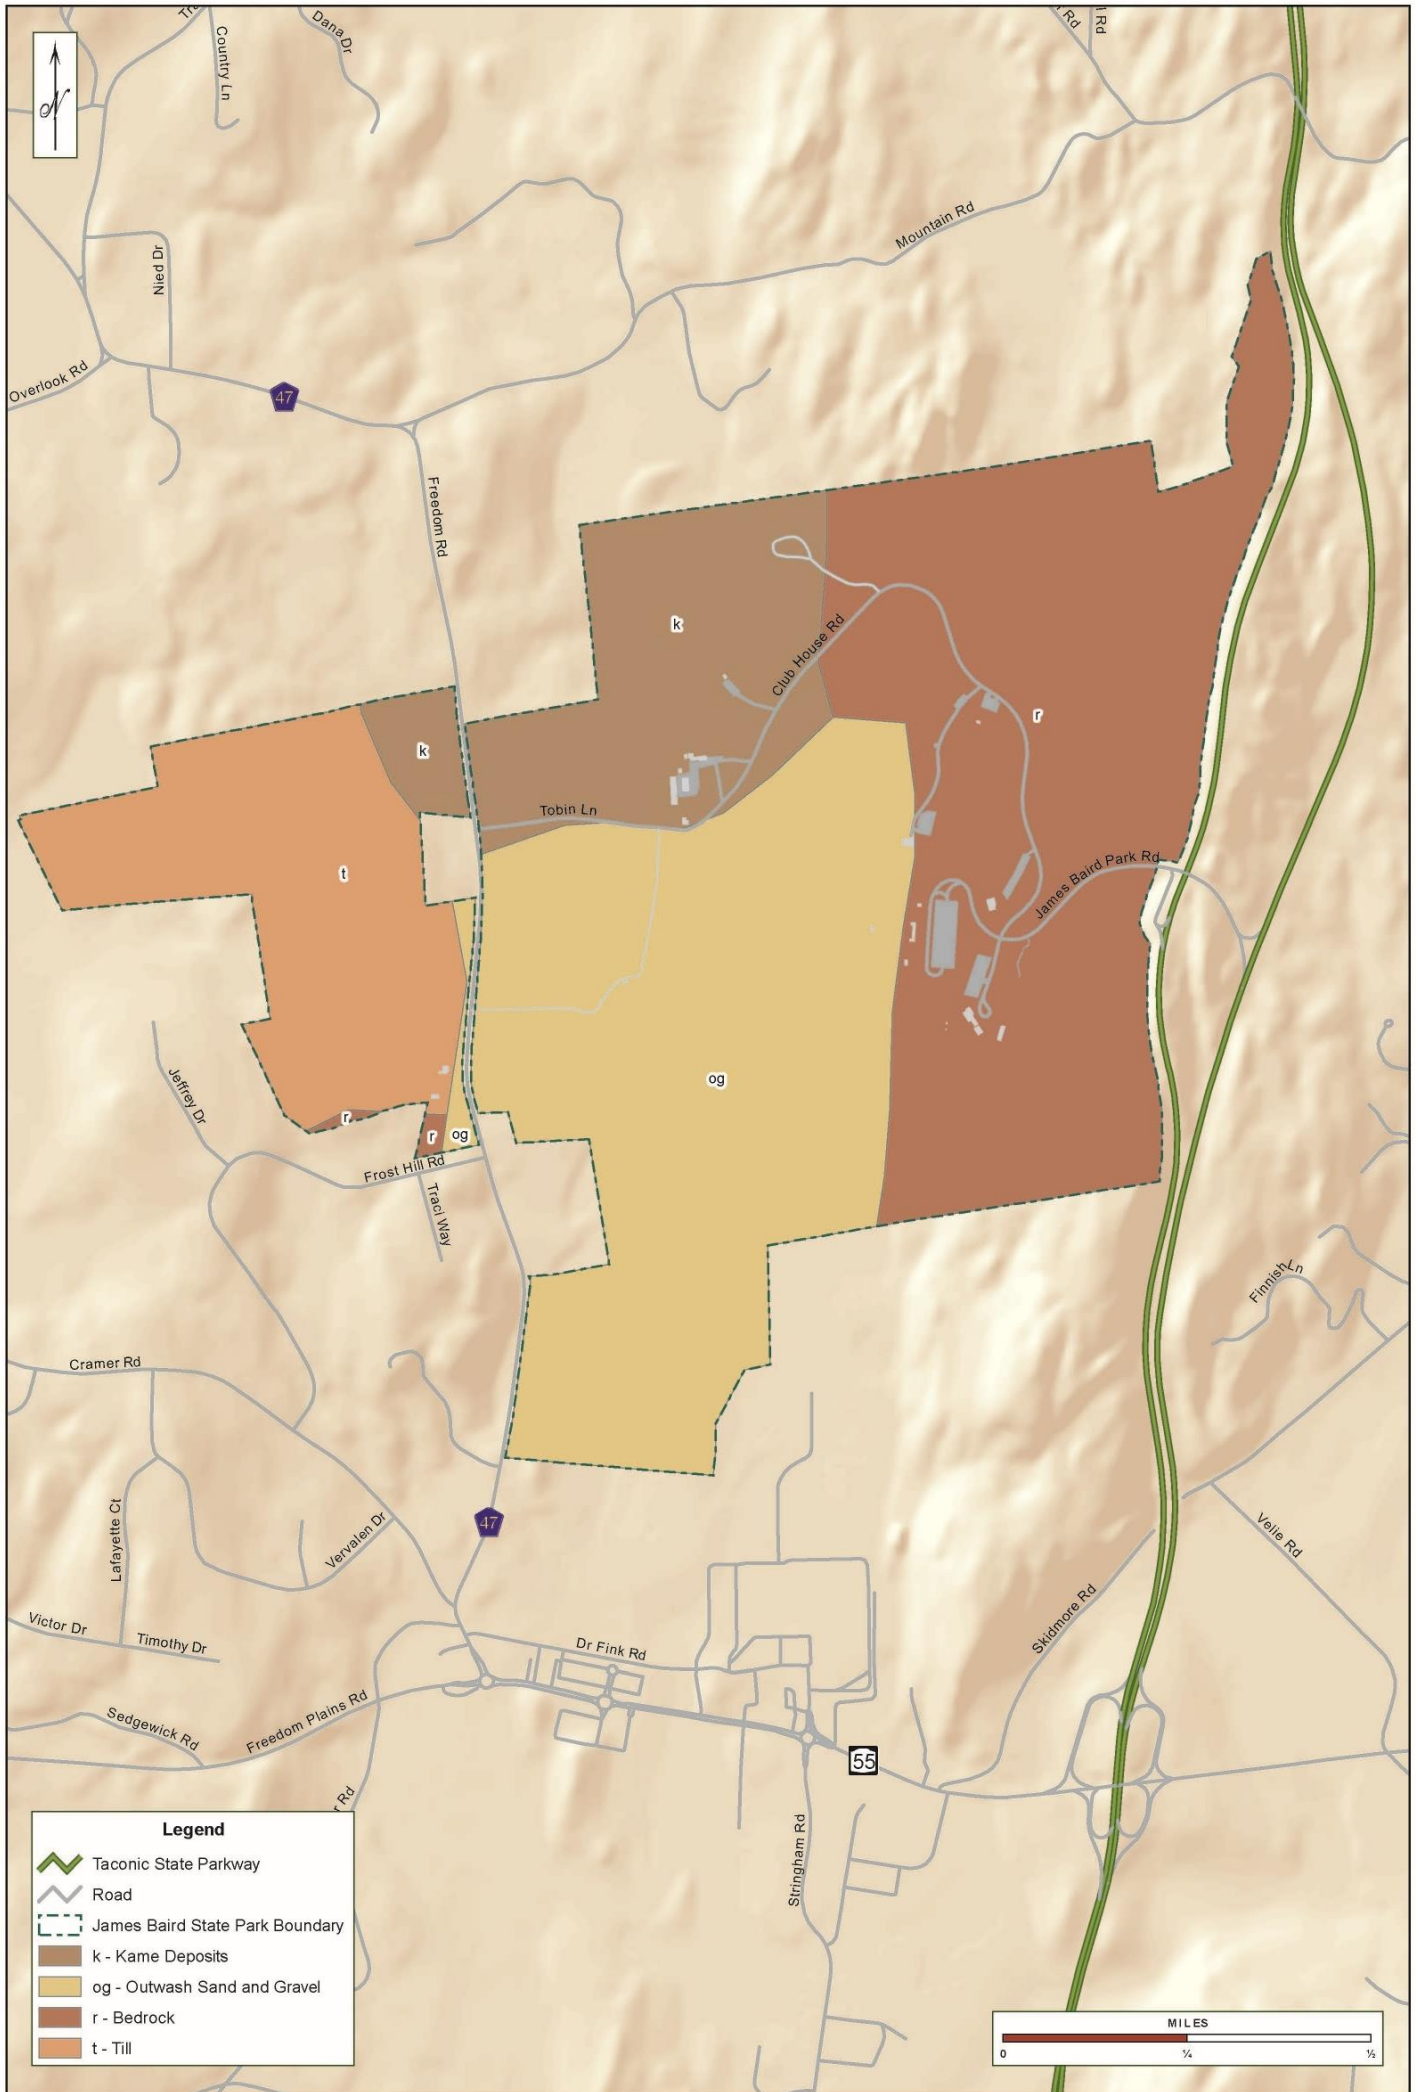 N
Country Ln
Dana Dr
Rd
Rd
Mountain Rd
Nied Dr
Overlook Rd
47
Freedom Rd
k
Club House Rd
r
k
Tobin Ln
t
James Baird Park Rd
og
Jeffrey Dr
r
r
og
Frost Hill Rd
Traci Way
Finnish Ln
Cramer Rd
47
Lafayette Ct
Vervalen Dr
Velie Rd
Skidmore Rd
Victor Dr
Timothy Dr
Dr Fink Rd
Sedgewick Rd
Freedom Plains Rd
55
r Rd
Stringham Rd
Legend
Taconic State Parkway
Road
James Baird State Park Boundary
k - Kame Deposits
og - Outwash Sand and Gravel
r - Bedrock
t - Till
MILES
0 ¼ ½